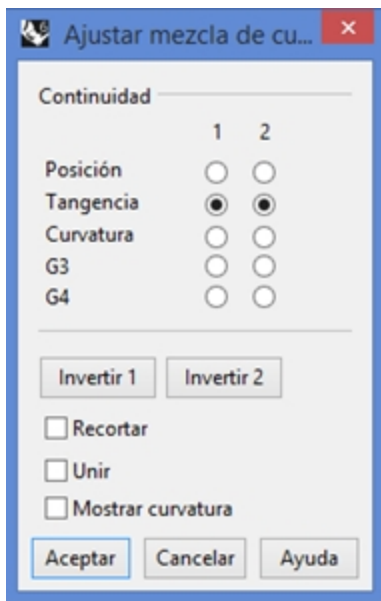 Ajustar mezcla de cu...
Continuidad
1 2
Posición
Tangencia
Curvatura
G3
G4
Invertir 1 Invertir 2
Recortar
Unir
Mostrar curvatura
Aceptar Cancelar Ayuda